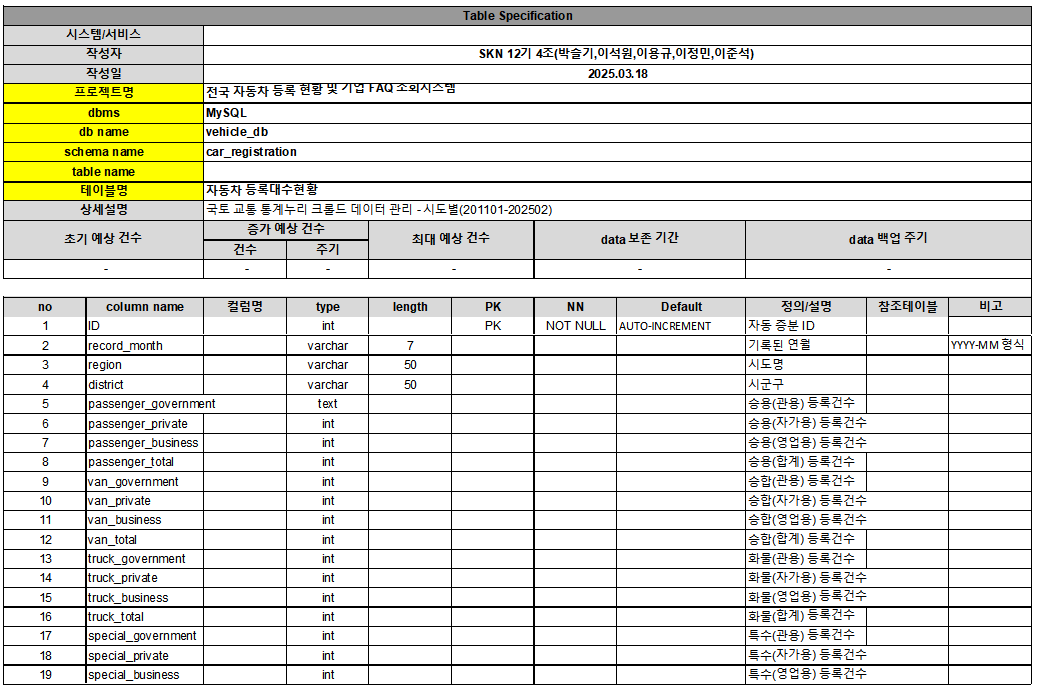 Table Specification
시스템/서비스
작성자 SKN 12기 4조(박슬기,이석원,이용규,이정민,이준석)
작성일 2025.03.18
프로젝트명 전국 자동차 등록 현황 및 기업 FAQ 조회시스템
dbms MySQL
db name vehicle_db
schema name car_registration
table name
테이블명 자동차 등록대수현황
상세설명 국토 교통 통계누리 크롤드 데이터 관리 - 시도별(201101-202502)
초기 예상 건수 증가 예상 건수 최대 예상 건수 data 보존 기간 data 백업 주기
건수 주기
- - - - - -
no column name 컬럼명 type length PK NN Default 정의/설명 참조테이블 비고
1 ID int PK NOT NULL AUTO-INCREMENT 자동 증분 ID
2 record_month varchar 7 기록된 연월 YYYY-MM 형식
3 region varchar 50 시도명
4 district varchar 50 시군구
5 passenger_government text 승용(관용) 등록건수
6 passenger_private int 승용(자가용) 등록건수
7 passenger_business int 승용(영업용) 등록건수
8 passenger_total int 승용(합계) 등록건수
9 van_government int 승합(관용) 등록건수
10 van_private int 승합(자가용) 등록건수
11 van_business int 승합(영업용) 등록건수
12 van_total int 승합(합계) 등록건수
13 truck_government int 화물(관용) 등록건수
14 truck_private int 화물(자가용) 등록건수
15 truck_business int 화물(영업용) 등록건수
16 truck_total int 화물(합계) 등록건수
17 special_government int 특수(관용) 등록건수
18 special_private int 특수(자가용) 등록건수
19 special_business int 특수(영업용) 등록건수